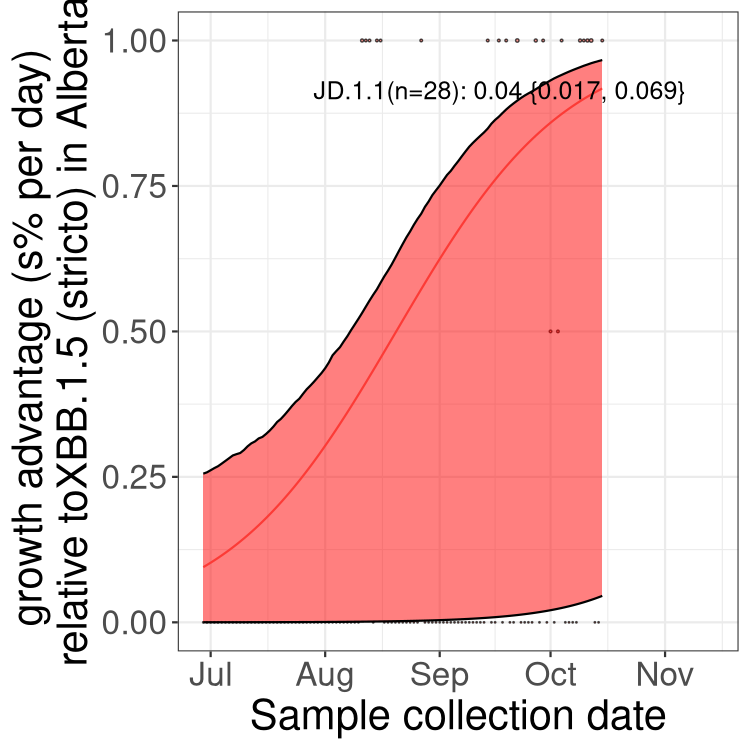 growth advantage (s% per day)
relative toXBB.1.5 (stricto) in Alberta
1.00
0.75
0.50
0.25
0.00
JD.1.1(n=28): 0.04 {0.017, 0.069}
Jul Aug Sep Oct Nov
Sample collection date